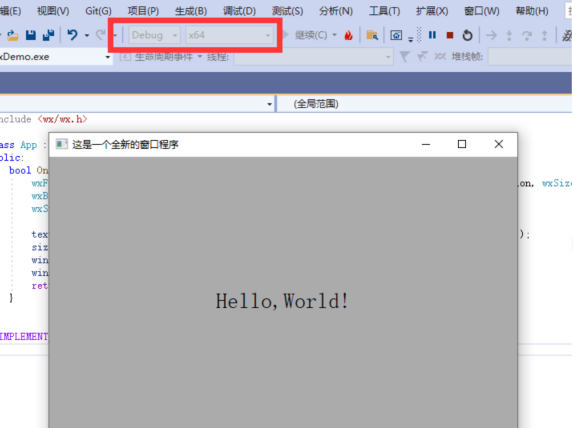 视图(V) Git(G) 项目(P) 生成(B) 调试(D) 测试(S) 分析(N) 工具(T) 扩展(X) 窗口(W) 帮助(H)
Debug x64 继续(C)
xDemo.exe 生命周期事件 线程: 堆栈帧:
(全局范围)
nclude <wx/wx.h>
这是一个全新的窗口程序
ass App :
blic:
bool On
wxF on, wxSize
wxB
wxS
tex );
siz
win
win
ret
}
IMPLEMENT
Hello,World!